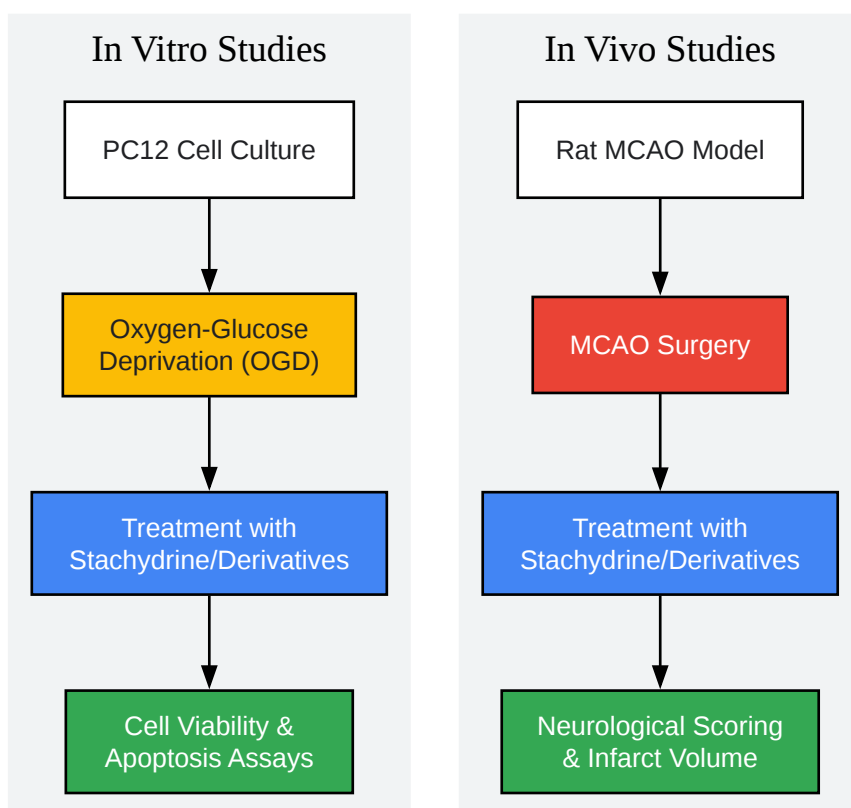 In Vitro Studies
PC12 Cell Culture
Oxygen-Glucose
Deprivation (OGD)
Treatment with
Stachydrine/Derivatives
Cell Viability &
Apoptosis Assays
In Vivo Studies
Rat MCAO Model
MCAO Surgery
Treatment with
Stachydrine/Derivatives
Neurological Scoring
& Infarct Volume